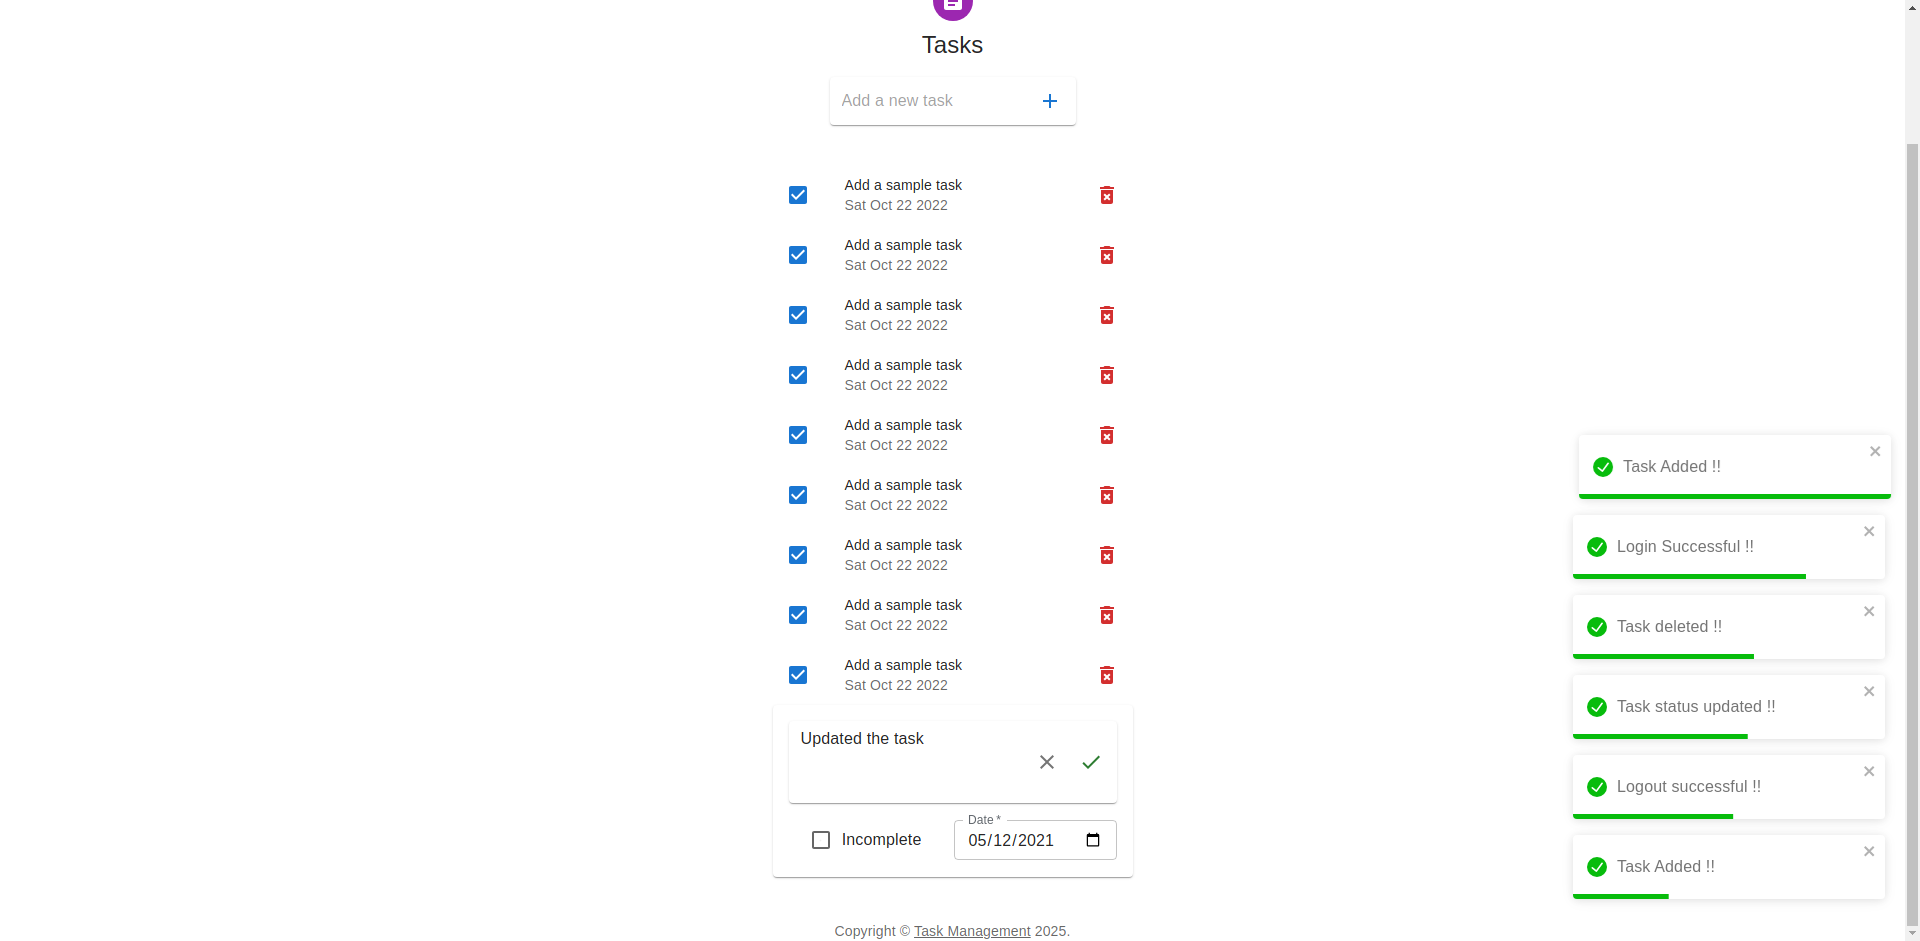 Tasks
Add a new task
Add a sample task
Sat Oct 22 2022
Add a sample task
Sat Oct 22 2022
Add a sample task
Sat Oct 22 2022
Add a sample task
Sat Oct 22 2022
Add a sample task
Sat Oct 22 2022
Add a sample task
Sat Oct 22 2022
Add a sample task
Sat Oct 22 2022
Add a sample task
Sat Oct 22 2022
Add a sample task
Sat Oct 22 2022
Updated the task
Incomplete
Date *
05/12/2021
Copyright © Task Management 2025.
Task Added !!
Login Successful !!
Task deleted !!
Task status updated !!
Logout successful !!
Task Added !!